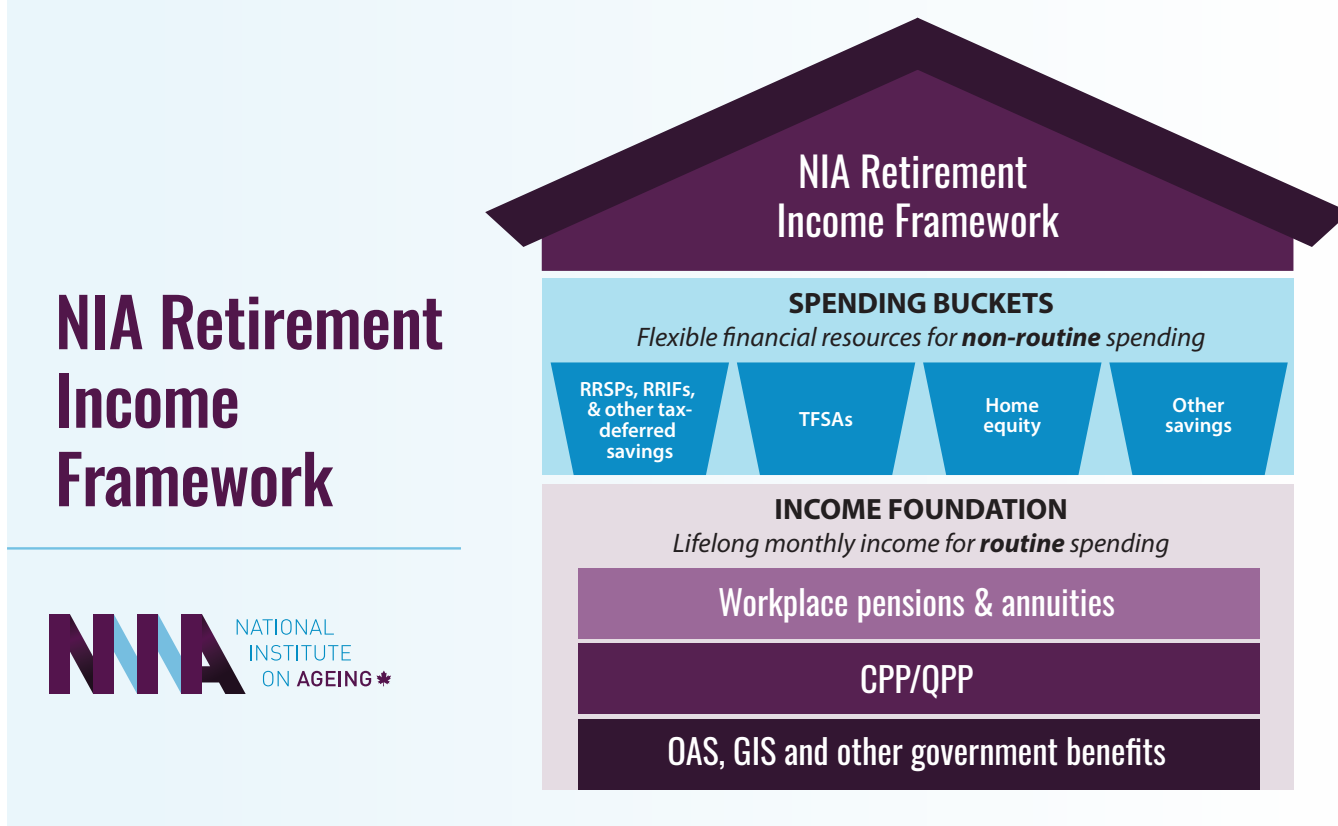 NIA Retirement
Income
Framework
NIA
NATIONAL
INSTITUTE
ON AGEING
NIA Retirement
Income Framework
SPENDING BUCKETS
Flexible financial resources for non-routine spending
RRSPs, RRIFs,
& other tax-
deferred
savings
TFSAs
Home
equity
Other
savings
INCOME FOUNDATION
Lifelong monthly income for routine spending
Workplace pensions & annuities
CPP/QPP
OAS, GIS and other government benefits